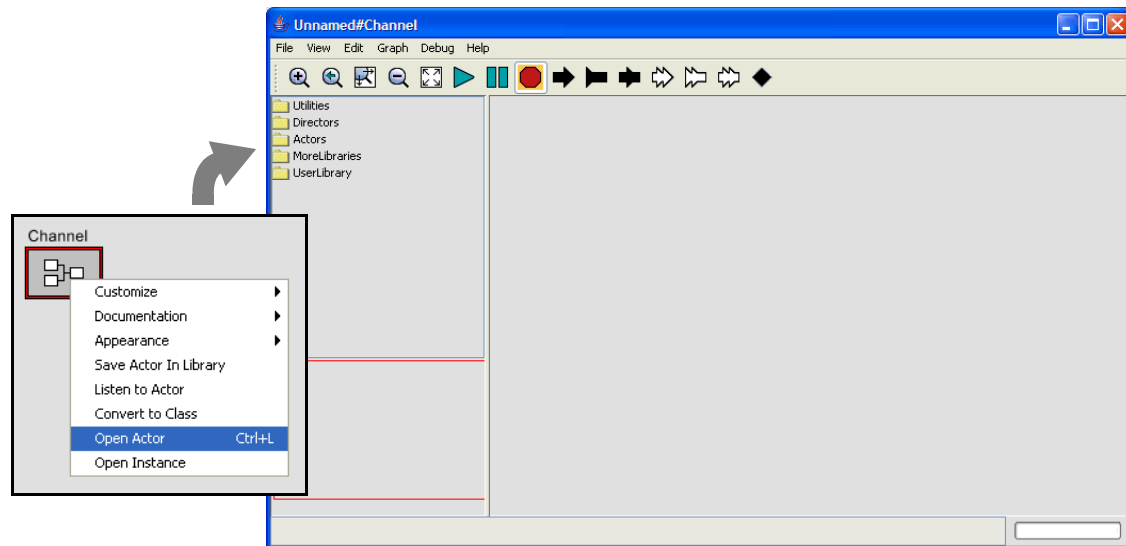 Unnamed#Channel
File View Edit Graph Debug Help
Utilities
Directors
Actors
MoreLibraries
UserLibrary
Channel
Customize
Documentation
Appearance
Save Actor In Library
Listen to Actor
Convert to Class
Open Actor Ctrl+L
Open Instance